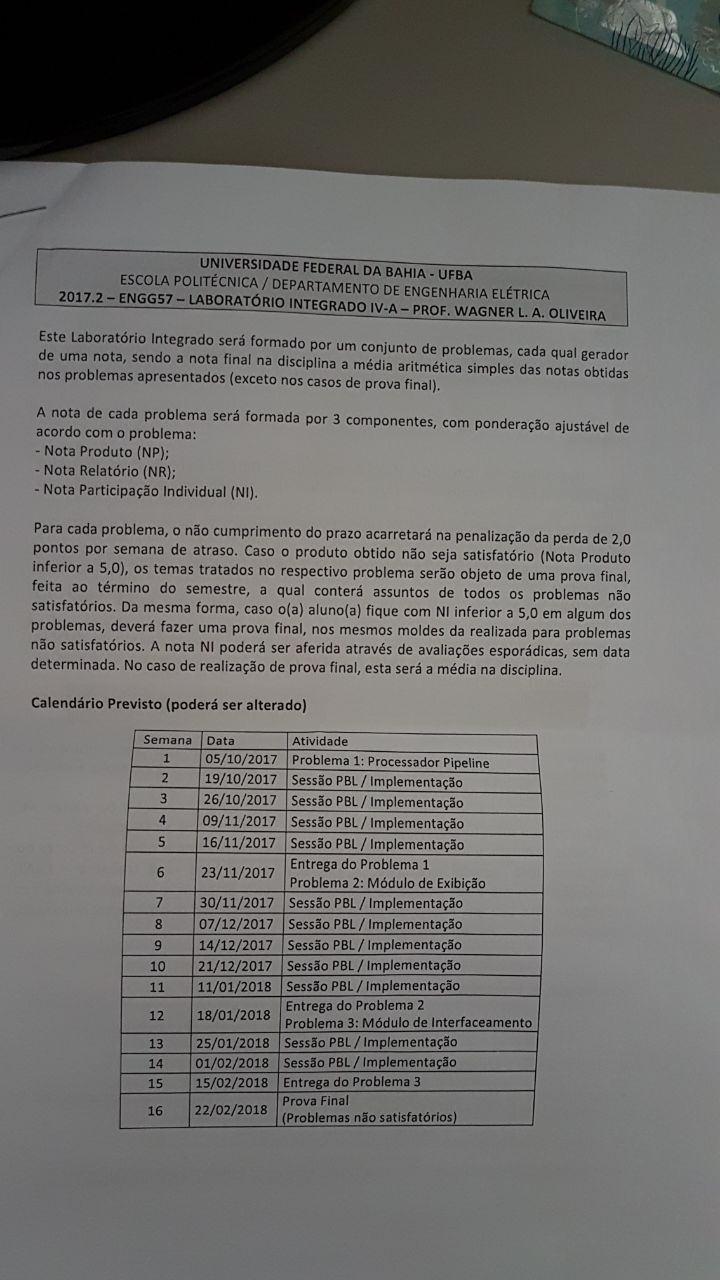 UNIVERSIDADE FEDERAL DA BAHIA - UFBA
ESCOLA POLITÉCNICA / DEPARTAMENTO DE ENGENHARIA ELÉTRICA
2017.2 – ENGG57 – LABORATÓRIO INTEGRADO IV-A – PROF. WAGNER L. A. OLIVEIRA
Este Laboratório Integrado será formado por um conjunto de problemas, cada qual gerador
de uma nota, sendo a nota final na disciplina a média aritmética simples das notas obtidas
nos problemas apresentados (exceto nos casos de prova final).
A nota de cada problema será formada por 3 componentes, com ponderação ajustável de
acordo com o problema:
- Nota Produto (NP);
- Nota Relatório (NR);
- Nota Participação Individual (NI).
Para cada problema, o não cumprimento do prazo acarretará na penalização da perda de 2,0
pontos por semana de atraso. Caso o produto obtido não seja satisfatório (Nota Produto
inferior a 5,0), os temas tratados no respectivo problema serão objeto de uma prova final,
feita ao término do semestre, a qual conterá assuntos de todos os problemas não
satisfatórios. Da mesma forma, caso o(a) aluno(a) fique com NI inferior a 5,0 em algum dos
problemas, deverá fazer uma prova final, nos mesmos moldes da realizada para problemas
não satisfatórios. A nota NI poderá ser aferida através de avaliações esporádicas, sem data
determinada. No caso de realização de prova final, esta será a média na disciplina.
Calendário Previsto (poderá ser alterado)
Semana Data Atividade
1 05/10/2017 Problema 1: Processador Pipeline
2 19/10/2017 Sessão PBL / Implementação
3 26/10/2017 Sessão PBL / Implementação
4 09/11/2017 Sessão PBL / Implementação
5 16/11/2017 Sessão PBL / Implementação
6 23/11/2017 Entrega do Problema 1
Problema 2: Módulo de Exibição
7 30/11/2017 Sessão PBL / Implementação
8 07/12/2017 Sessão PBL / Implementação
9 14/12/2017 Sessão PBL / Implementação
10 21/12/2017 Sessão PBL / Implementação
11 11/01/2018 Sessão PBL / Implementação
12 18/01/2018 Entrega do Problema 2
Problema 3: Módulo de Interfaceamento
13 25/01/2018 Sessão PBL / Implementação
14 01/02/2018 Sessão PBL / Implementação
15 15/02/2018 Entrega do Problema 3
16 22/02/2018 Prova Final
(Problemas não satisfatórios)